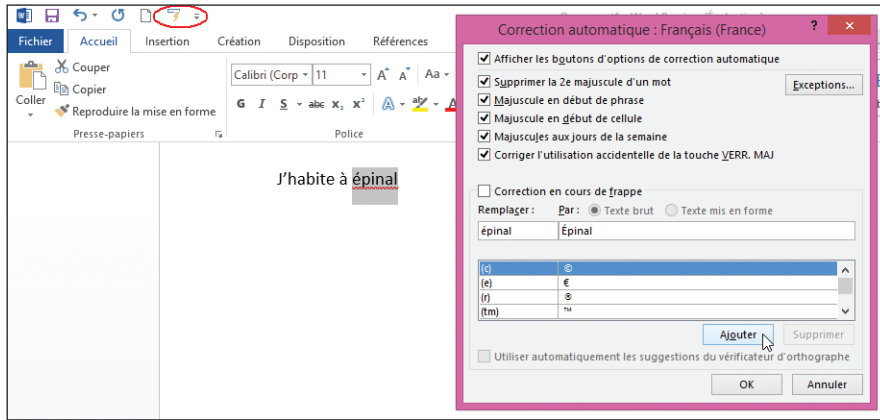 Fichier Accueil Insertion Création Disposition Références
Couper
Copier
Reproduire la mise en forme
Coller
Presse-papiers
Calibri (Corp 11 A A Aa
G I S abc X₂ X² A aby A
Police
J'habite à épinal
Correction automatique : Français (France) ? ×
Afficher les boutons d'options de correction automatique
Supprimer la 2e majuscule d'un mot Exceptions...
Majuscule en début de phrase
Majuscule en début de cellule
Majuscules aux jours de la semaine
Corriger l'utilisation accidentelle de la touche VERR. MAJ
Correction en cours de frappe
Remplacer : Par : Texte brut Texte mis en forme
épinal Épinal
(c) ©
(e) €
(r) ®
(tm) ™
Ajouter Supprimer
Utiliser automatiquement les suggestions du vérificateur d'orthographe
OK Annuler